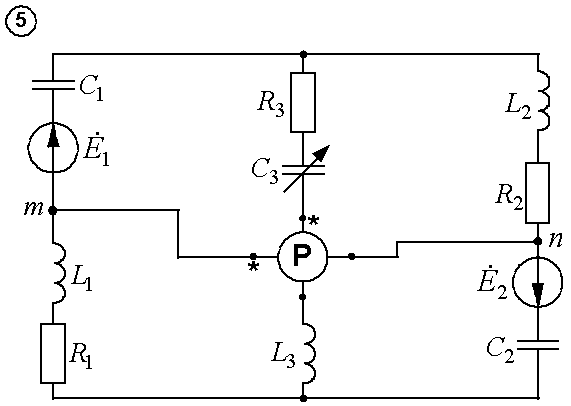 5
C₁
R₃
L₂
Ė₁
C₃
R₂
m
*
n
P
*
L₁
Ė₂
R₁
L₃
C₂